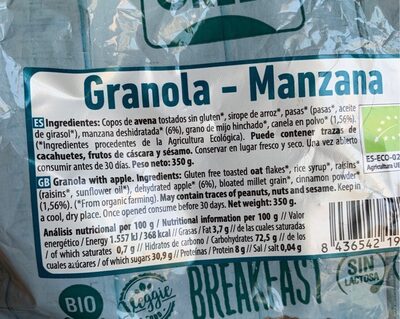 Granola - Manzana
ES Ingredientes: Copos de avena tostados sin gluten*, sirope de arroz*, pasas* (pasas*, aceite
de girasol*), manzana deshidratada* (6%), grano de mijo hinchado*, canela en polvo* (1,56%).
(*Ingredientes procedentes de la Agricultura Ecológica). Puede contener trazas de
cacahuetes, frutos de cáscara y sésamo. Conservar en lugar fresco y seco. Una vez abierto
consumir antes de 30 días. Peso: 350 g.
GB Granola with apple. Ingredients: Gluten free toasted oat flakes*, rice syrup*, raisins*
(raisins*, sunflower oil*), dehydrated apple* (6%), bloated millet grain*, cinnamon powder*
(1,56%). (*From organic farming). May contain traces of peanuts, nuts and sesame. Keep in
a cool, dry place. Once opened consume before 30 days. Net weight: 350 g.
Análisis nutricional por 100 g // Nutritional information per 100 g // Valor
energético / Energy 1.557 kJ / 368 kcal // Grasas / Fat 3,7 g // de las cuales saturadas
/ of which saturates 0,7 g // Hidratos de carbono / Carbohydrates 72,5 g // de los
cuales azúcares / of which sugars 30,9 g // Proteínas / Protein 8 g // Sal / salt 0,04 g
ES-ECO-02
Agricultura UE
8 436542 19
BIO
veggie
BREAKFAST
SIN
LACTOSA